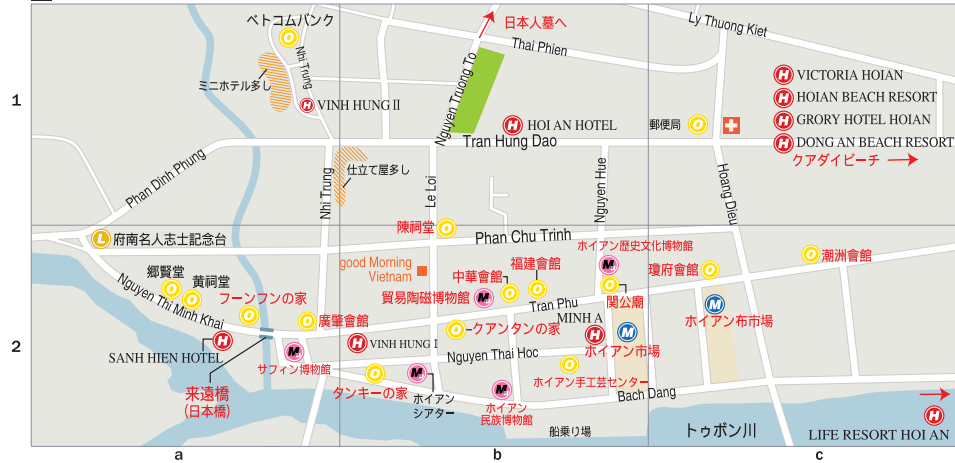 ベトコムバンク
日本人墓へ
Ly Thuong Kiet
Thai Phien
Nhi Trung
ミニホテル多し
Nguyen Truong To
1
H VINH HUNG II
H HOI AN HOTEL
郵便局
H VICTORIA HOIAN
H HOIAN BEACH RESORT
H GRORY HOTEL HOIAN
H DONG AN BEACH RESORT
クアダイビーチ
Tran Hung Dao
Phan Dinh Phung
仕立て屋多し
Nhi Trung
Le Loi
Nguyen Hue
Hoang Dieu
陳祠堂
L 府南名人志士記念台
Phan Chu Trinh
ホイアン歴史文化博物館
M
潮洲會館
good Morning
Vietnam
福建會館
中華會館
瓊府會館
郷賢堂
黄祠堂
貿易陶磁博物館
M
関公廟
Nguyen Thi Minh Khai
フーンフンの家
Tran Phu
M
ホイアン布市場
廣肇會館
クアンタンの家
MINH A
H
M
ホイアン市場
2
SANH HIEN HOTEL
H
H VINH HUNG I
M
サフィン博物館
Nguyen Thai Hoc
ホイアン手工芸センター
来遠橋
(日本橋)
タンキーの家
M
ホイアン
シアター
M
ホイアン
民族博物館
Bach Dang
船乗り場
トゥボン川
H
LIFE RESORT HOI AN
a
b
c